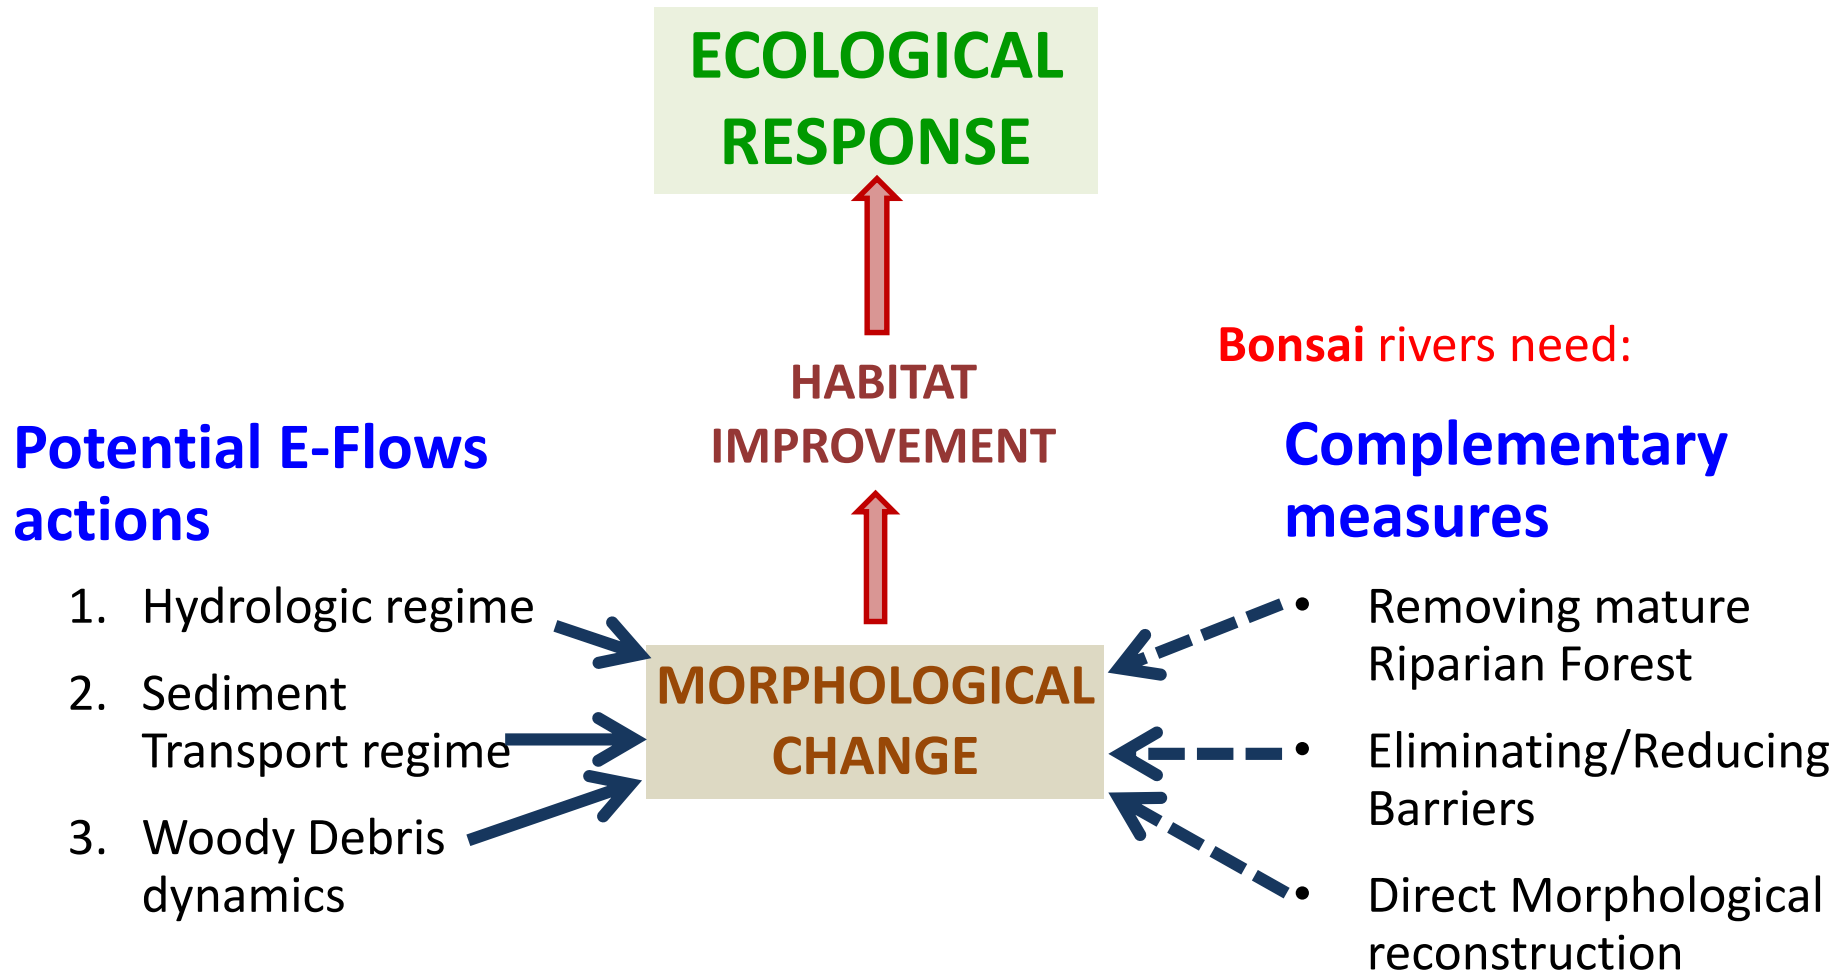 ECOLOGICAL
RESPONSE
HABITAT
IMPROVEMENT
Bonsai rivers need:
Potential E-Flows
actions
1. Hydrologic regime
2. Sediment
Transport regime
3. Woody Debris
dynamics
MORPHOLOGICAL
CHANGE
Complementary
measures
• Removing mature
Riparian Forest
• Eliminating/Reducing
Barriers
• Direct Morphological
reconstruction